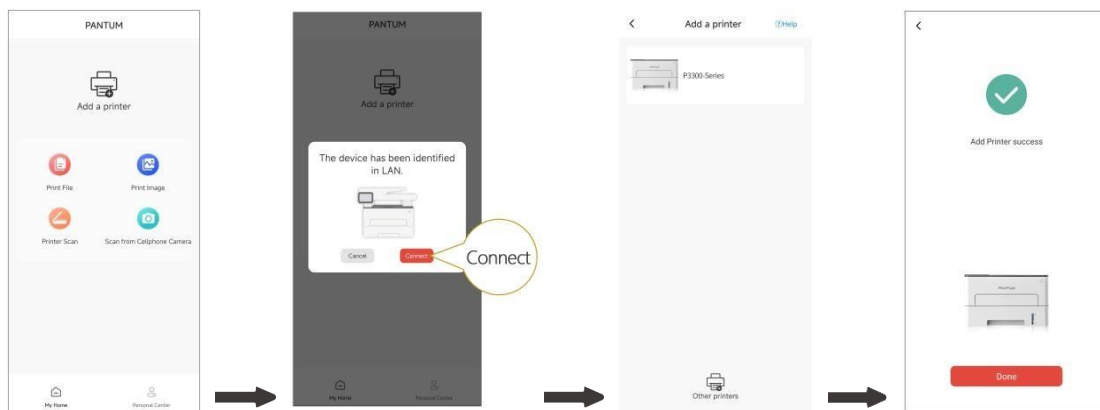 PANTUM
Add a printer
Print File
Print Image
Printer Scan
Scan from Cellphone Camera
My Home
Personal Center
PANTUM
Add a printer
The device has been identified
in LAN.
Cancel
Connect
Connect
My Home
Personal Center
Add a printer
Help
P3300-Series
Other printers
Add Printer success
PANTUM
Done